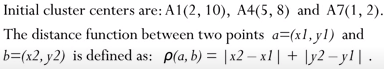 Initial cluster centers are: A1(2, 10), A4(5, 8) and A7(1, 2).
The distance function between two points a=(x1, y1) and
b=(x2, y2) is defined as: ρ(a, b) = |x2 – x1| + |y2 – y1| .